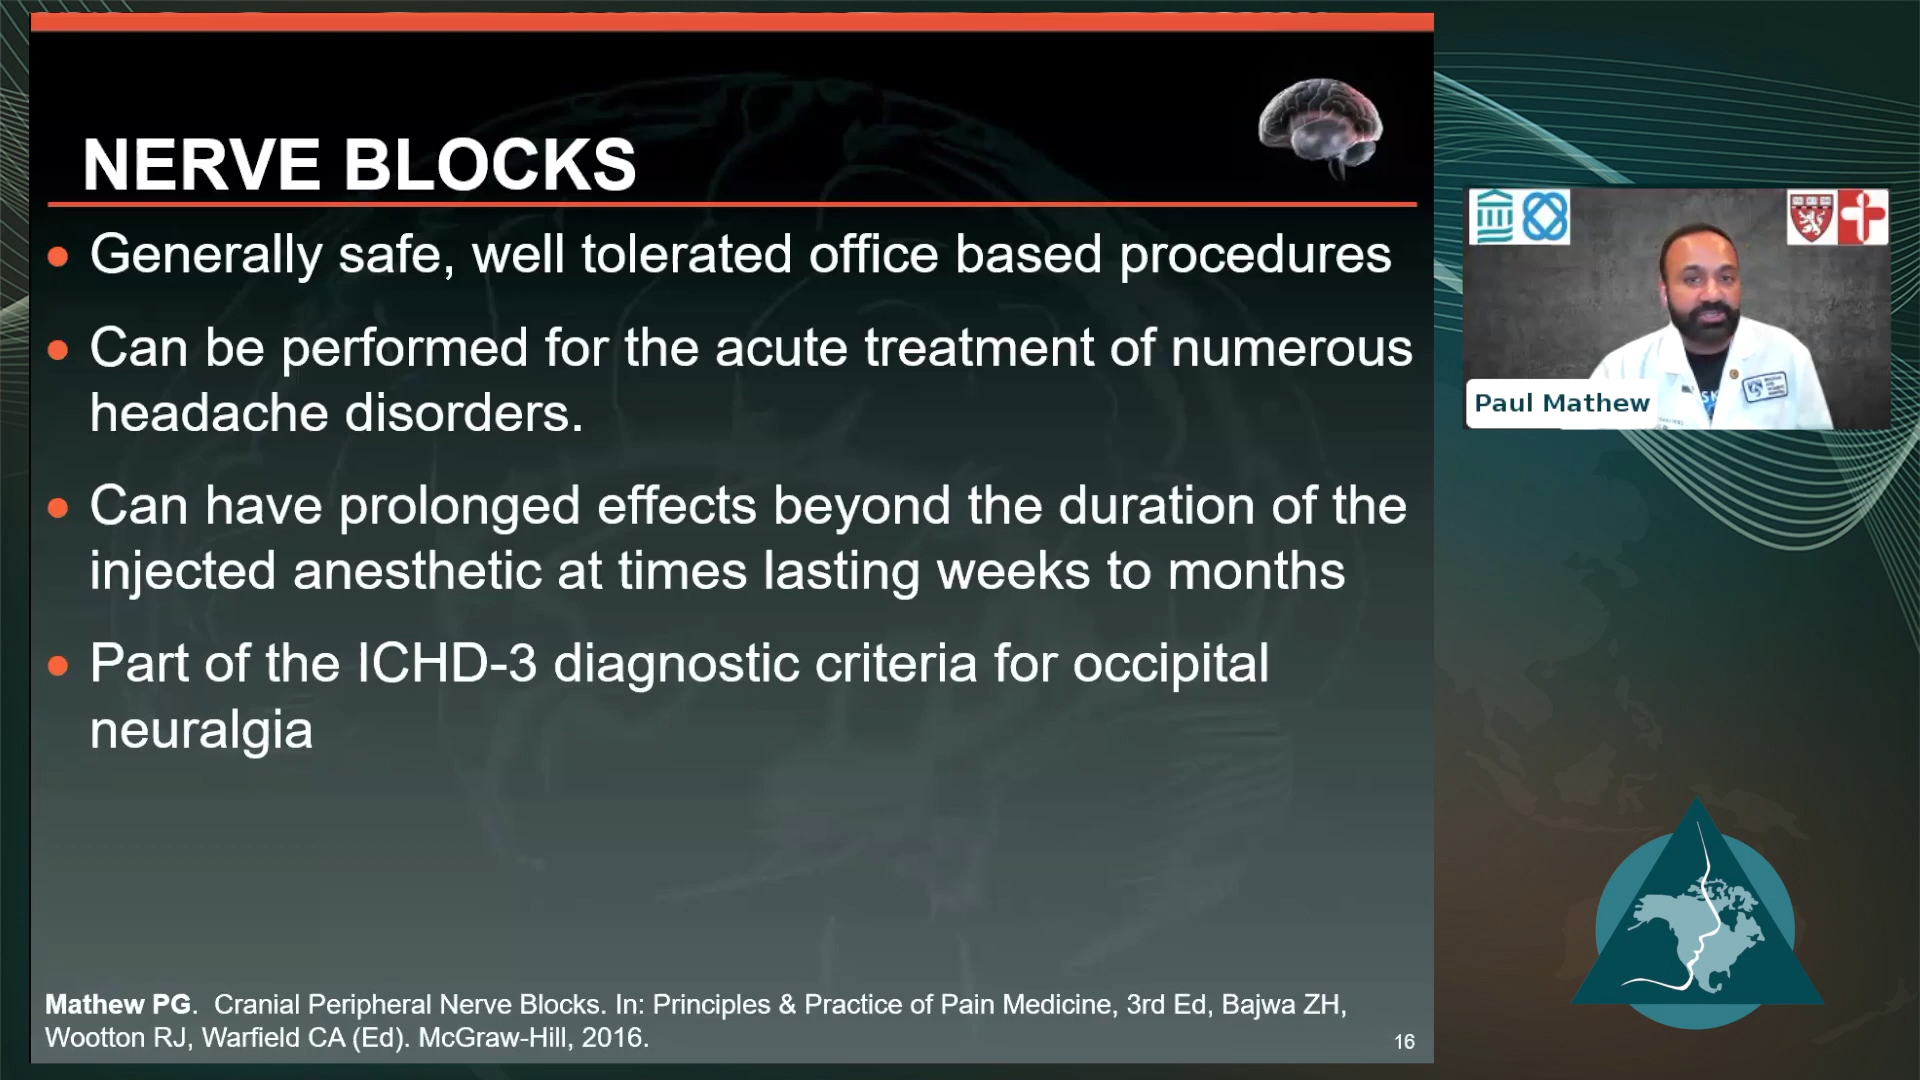 NERVE BLOCKS
Generally safe, well tolerated office based procedures
Can be performed for the acute treatment of numerous
headache disorders.
Can have prolonged effects beyond the duration of the
injected anesthetic at times lasting weeks to months
Part of the ICHD-3 diagnostic criteria for occipital
neuralgia
Mathew PG.  Cranial Peripheral Nerve Blocks. In: Principles & Practice of Pain Medicine, 3rd Ed, Bajwa ZH,
Wootton RJ, Warfield CA (Ed). McGraw-Hill, 2016.
16
Paul Mathew